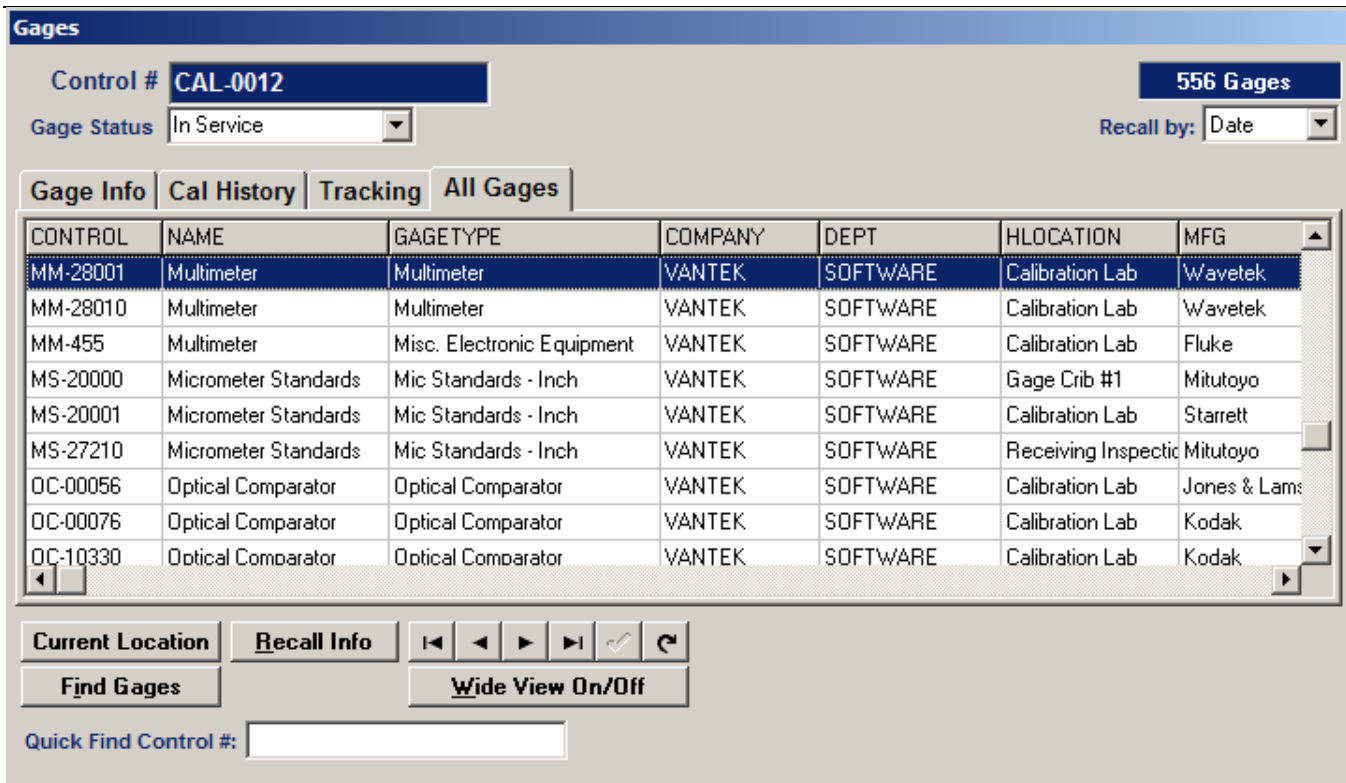 Gages
Control # CAL-0012 556 Gages
Gage Status In Service Recall by: Date
Gage Info Cal History Tracking All Gages
CONTROL NAME GAGETYPE COMPANY DEPT HLOCATION MFG
MM-28001 Multimeter Multimeter VANTEK SOFTWARE Calibration Lab Wavetek
MM-28010 Multimeter Multimeter VANTEK SOFTWARE Calibration Lab Wavetek
MM-455 Multimeter Misc. Electronic Equipment VANTEK SOFTWARE Calibration Lab Fluke
MS-20000 Micrometer Standards Mic Standards - Inch VANTEK SOFTWARE Gage Crib #1 Mitutoyo
MS-20001 Micrometer Standards Mic Standards - Inch VANTEK SOFTWARE Calibration Lab Starrett
MS-27210 Micrometer Standards Mic Standards - Inch VANTEK SOFTWARE Receiving Inspectic Mitutoyo
OC-00056 Optical Comparator Optical Comparator VANTEK SOFTWARE Calibration Lab Jones & Lams
OC-00076 Optical Comparator Optical Comparator VANTEK SOFTWARE Calibration Lab Kodak
OC-10330 Optical Comparator Optical Comparator VANTEK SOFTWARE Calibration Lab Kodak
Current Location Recall Info
Find Gages Wide View On/Off
Quick Find Control #: